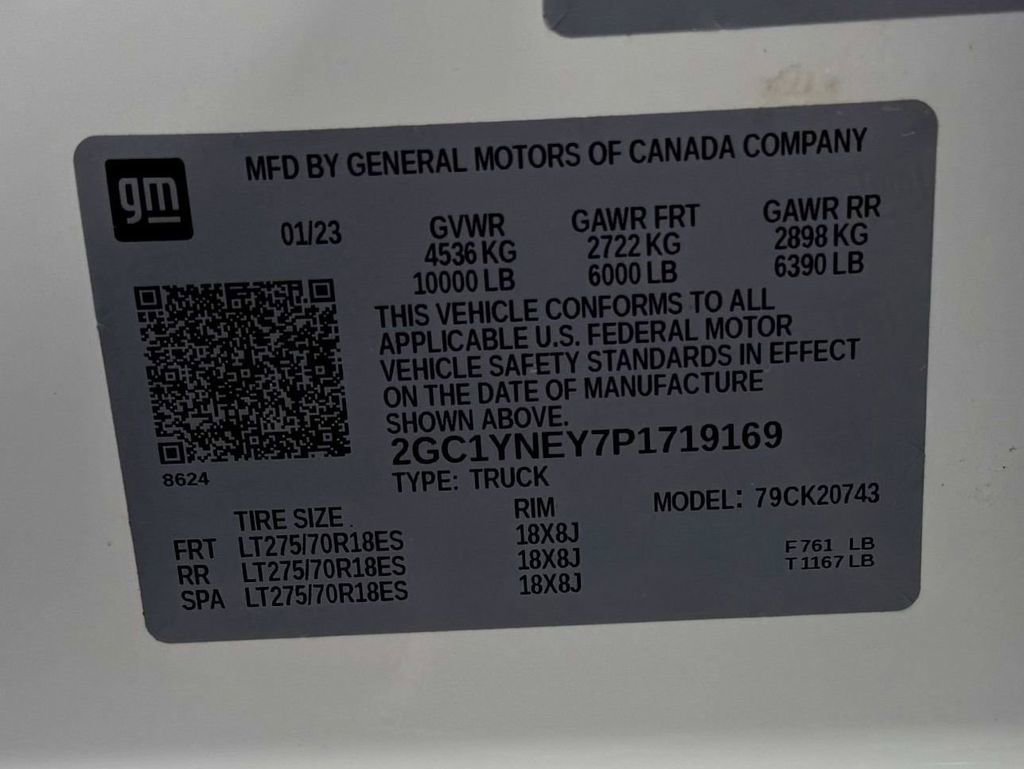 MFD BY GENERAL MOTORS OF CANADA COMPANY
gm
01/23 GVWR GAWR FRT GAWR RR
4536 KG 2722 KG 2898 KG
10000 LB 6000 LB 6390 LB
THIS VEHICLE CONFORMS TO ALL
APPLICABLE U.S. FEDERAL MOTOR
VEHICLE SAFETY STANDARDS IN EFFECT
ON THE DATE OF MANUFACTURE
SHOWN ABOVE.
2GC1YNEY7P1719169
8624
TYPE: TRUCK MODEL: 79CK20743
TIRE SIZE RIM
FRT LT275/70R18ES 18X8J
RR LT275/70R18ES 18X8J
SPA LT275/70R18ES 18X8J
F761 LB
T1167 LB